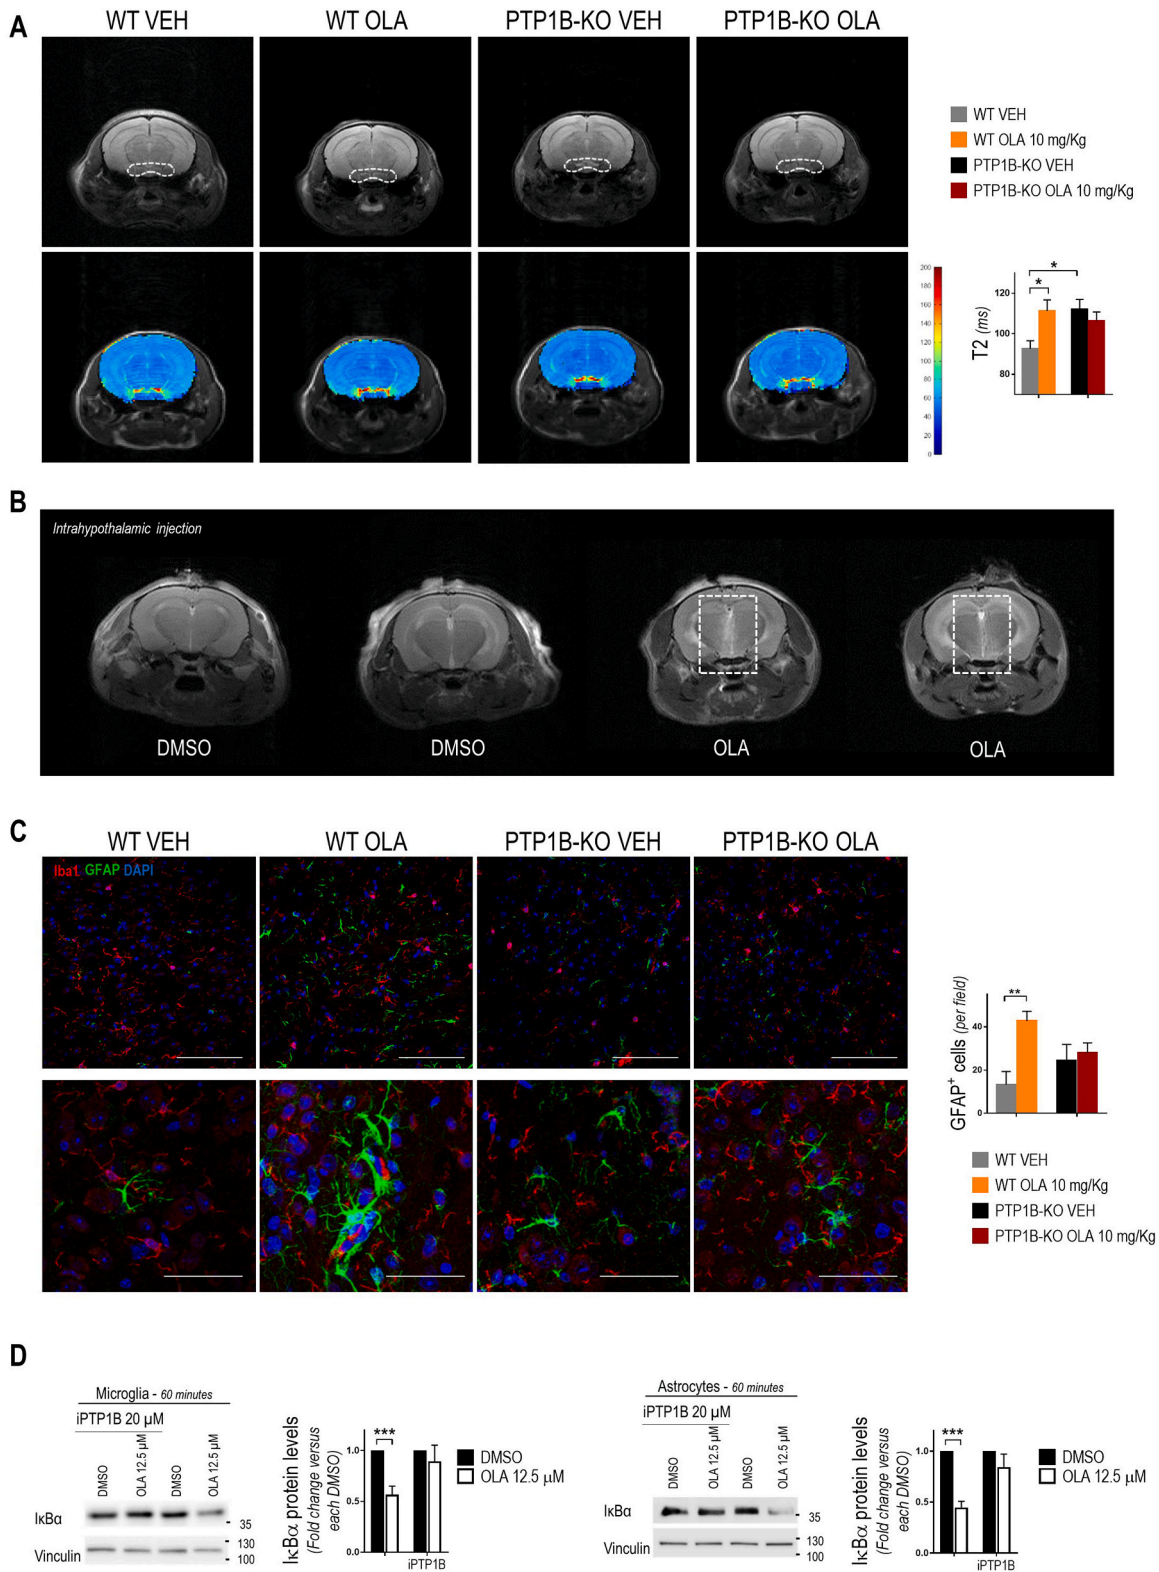 A
WT VEH
WT OLA
PTP1B-KO VEH
PTP1B-KO OLA
WT VEH
WT OLA 10 mg/Kg
PTP1B-KO VEH
PTP1B-KO OLA 10 mg/Kg
200
180
160
140
120
100
80
60
40
20
0
T2 (ms)
120
100
80
*
*
B
Intrahypothalamic injection
DMSO
DMSO
OLA
OLA
C
WT VEH
WT OLA
PTP1B-KO VEH
PTP1B-KO OLA
Iba1 GFAP DAPI
GFAP+ cells (per field)
40
20
0
**
WT VEH
WT OLA 10 mg/Kg
PTP1B-KO VEH
PTP1B-KO OLA 10 mg/Kg
D
Microglia - 60 minutes
iPTP1B 20 µM
DMSO
OLA 12.5 µM
DMSO
OLA 12.5 µM
IκBα
35
Vinculin
130
100
IκBα protein levels
(Fold change versus
each DMSO)
1.0
0.5
0.0
***
iPTP1B
DMSO
OLA 12.5 µM
Astrocytes - 60 minutes
iPTP1B 20 µM
DMSO
OLA 12.5 µM
DMSO
OLA 12.5 µM
IκBα
35
Vinculin
130
100
IκBα protein levels
(Fold change versus
each DMSO)
1.0
0.5
0.0
***
iPTP1B
DMSO
OLA 12.5 µM